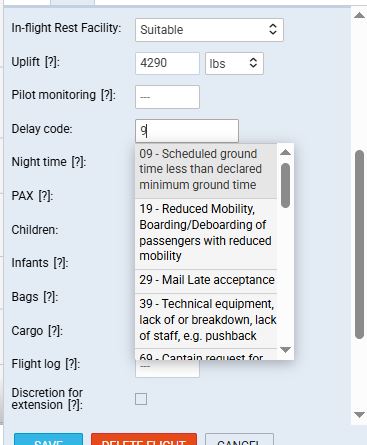 In-flight Rest Facility: Suitable
Uplift [?]: 4290 lbs
Pilot monitoring [?]: ---
Delay code: 9
09 - Scheduled ground
time less than declared
minimum ground time
Night time [?]:
19 - Reduced Mobility,
Boarding/Deboarding of
passengers with reduced
mobility
PAX [?]:
Children:
Infants [?]:
29 - Mail Late acceptance
Bags [?]:
39 - Technical equipment,
lack of or breakdown, lack
of staff, e.g. pushback
Cargo [?]:
69 - Captain request for
Flight log [?]: ---
Discretion for
extension [?]:
SAVE DELETE FLIGHT CANCEL